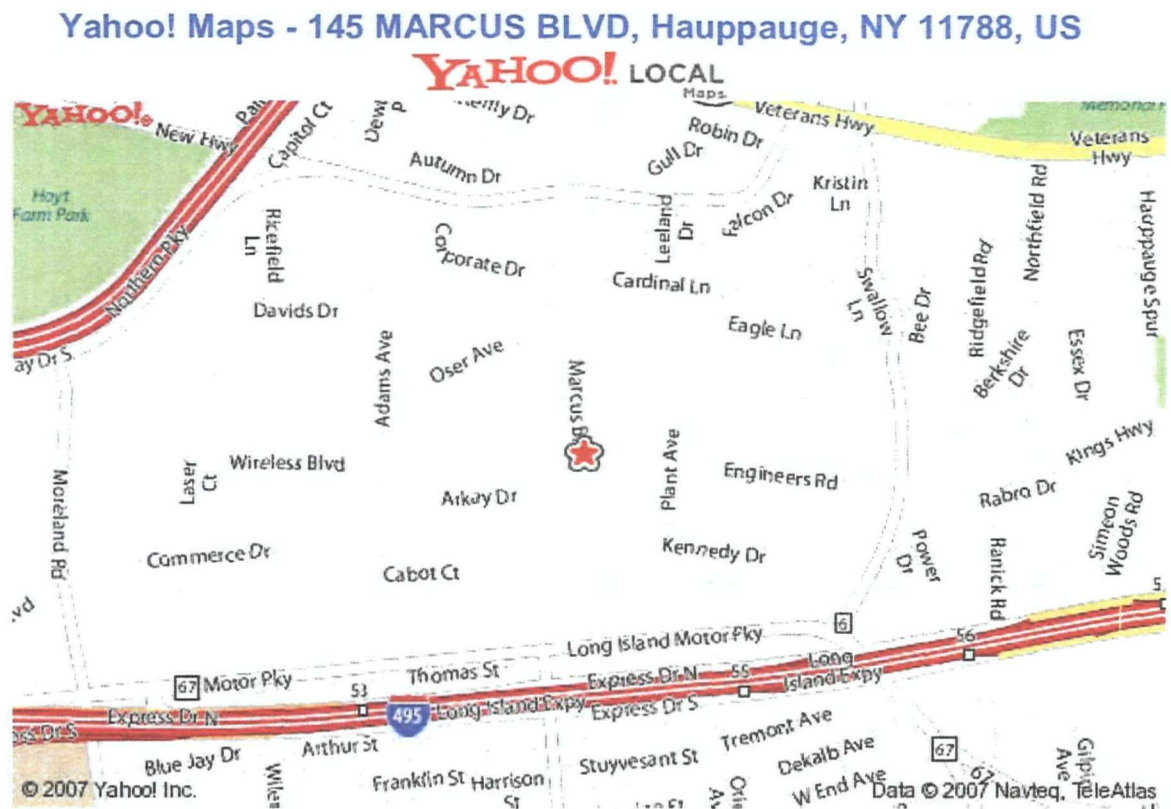 Yahoo! Maps - 145 MARCUS BLVD, Hauppauge, NY 11788, US
YAHOO! LOCAL
Maps
YAHOO!
New Hwy
Capitol Ct
Autumn Dr
Robin Dr
Gull Dr
Veterans Hwy
Veterans Hwy
Hoyt
Farm Park
Northern Pky
Ricefield
Ln
Corporate Dr
Leeland
Dr
Falcon Dr
Kristin
Ln
Northfield Rd
Hauppauge Spur
Davids Dr
Cardinal Ln
Eagle Ln
Swallow
Ln
Bee Dr
Ridgefield Rd
Berkshire
Dr
Essex Dr
ay Dr S
Adams Ave
Oser Ave
Marcus B
Moreland Rd
Laser
Ct
Wireless Blvd
Arkay Dr
Plant Ave
Engineers Rd
Rabro Dr
Kings Hwy
Simeon
Woods Rd
Commerce Dr
Cabot Ct
Kennedy Dr
Power
Dr
Ranick Rd
vd
Long Island Motor Pky
6
56
67
Motor Pky
Thomas St
53
Express Dr N
55
Long
Island Expy
Express Dr N
495
Long Island Expy
Express Dr S
Blue Jay Dr
Arthur St
Franklin St
Harrison
St
Stuyvesant St
Tremont Ave
Dekalb Ave
W End Ave
67
67
© 2007 Yahoo! Inc.
Data © 2007 Navteq, TeleAtlas